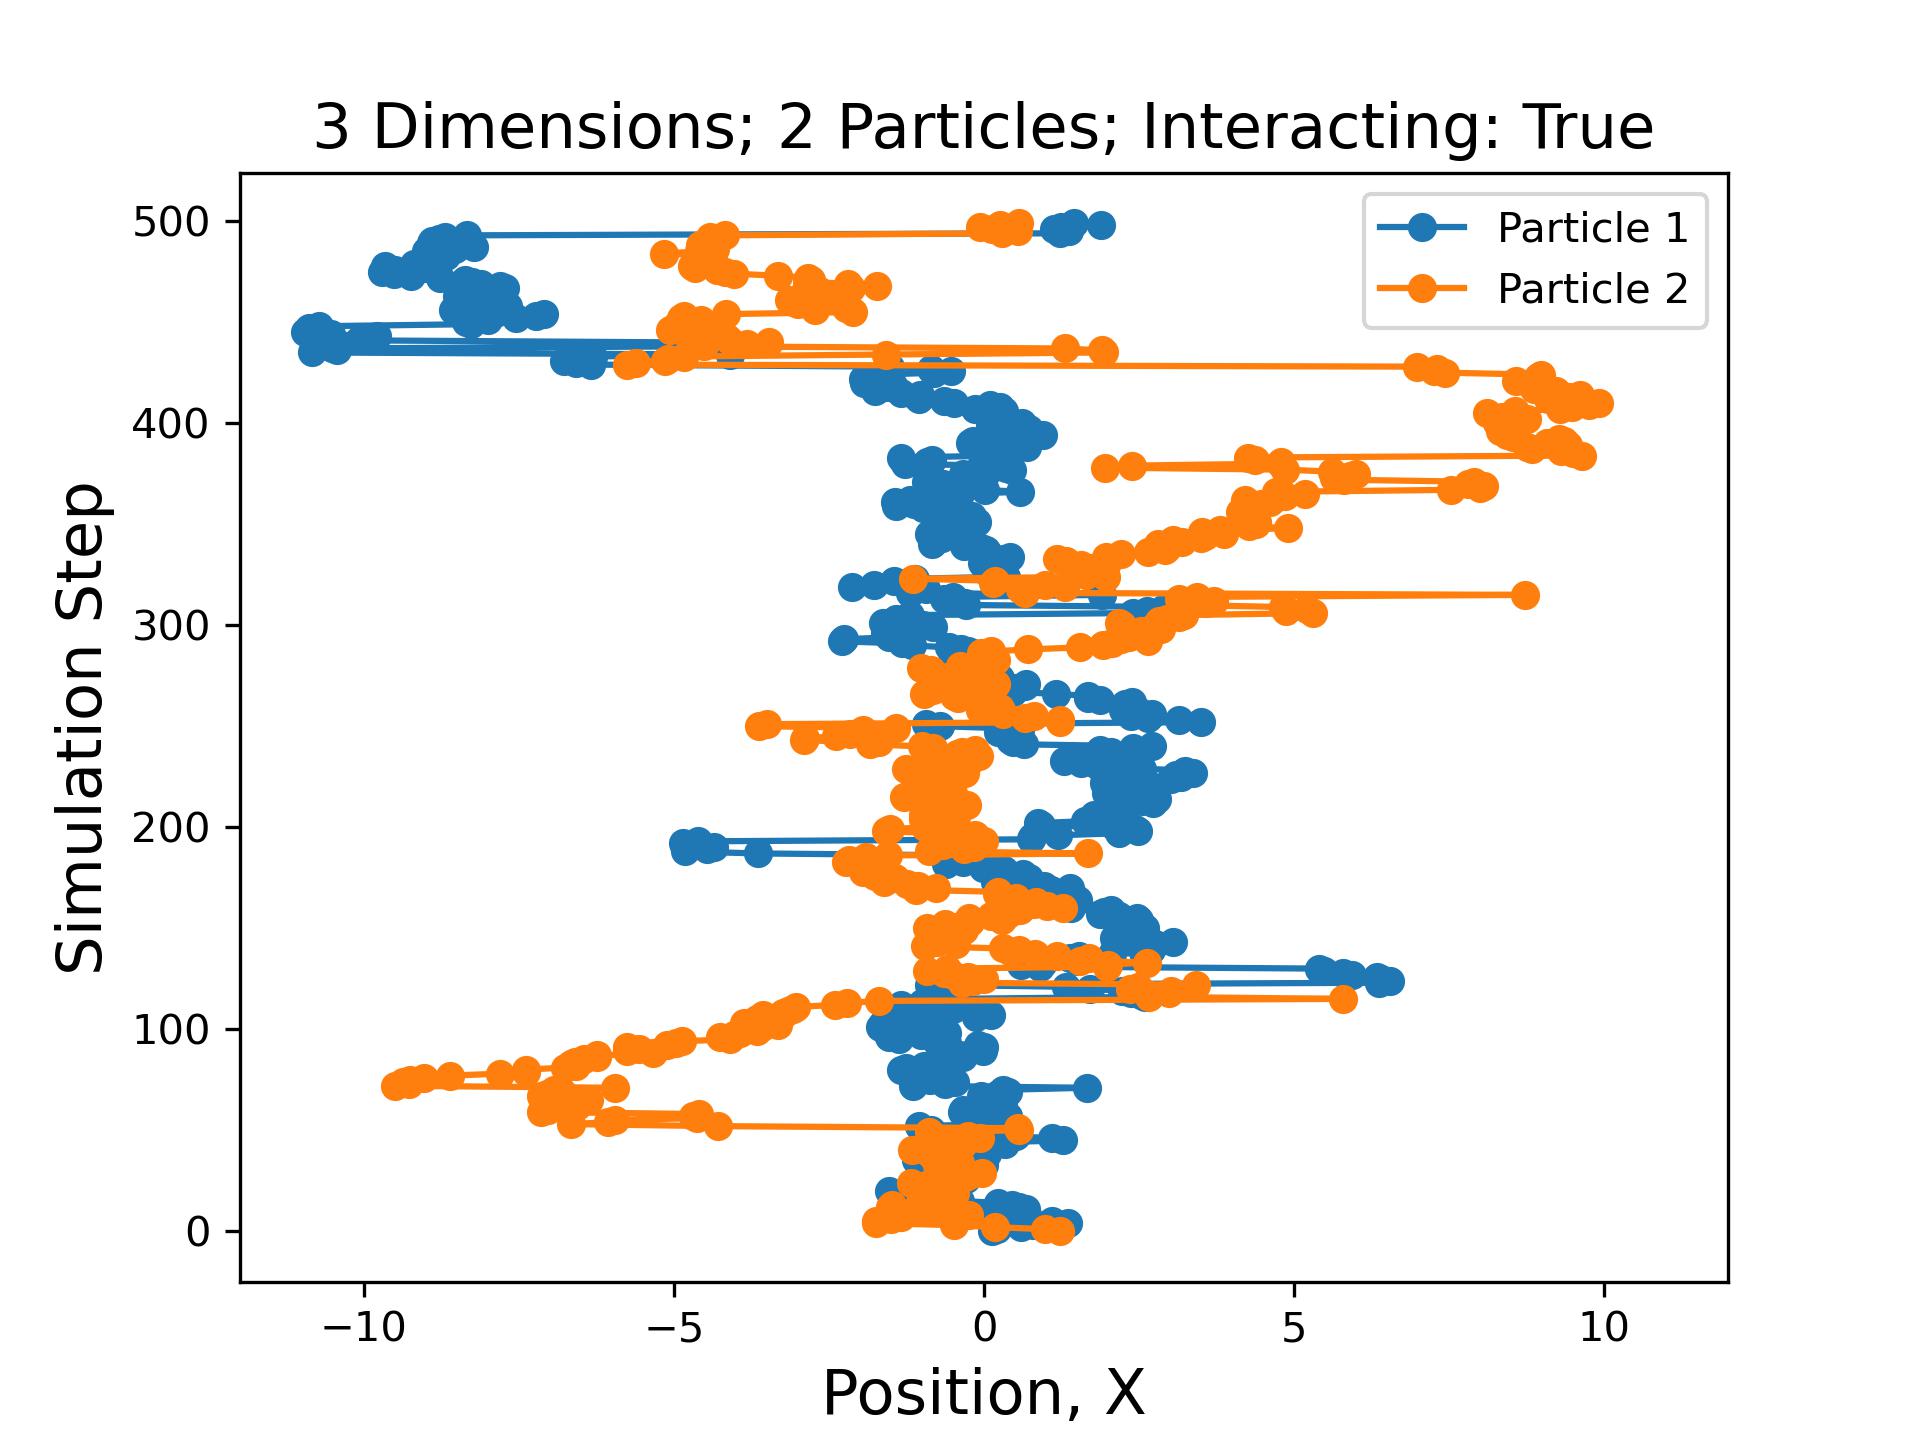 3 Dimensions; 2 Particles; Interacting: True
Particle 1
Particle 2
500
400
300
200
100
0
Simulation Step
−10
−5
0
5
10
Position, X